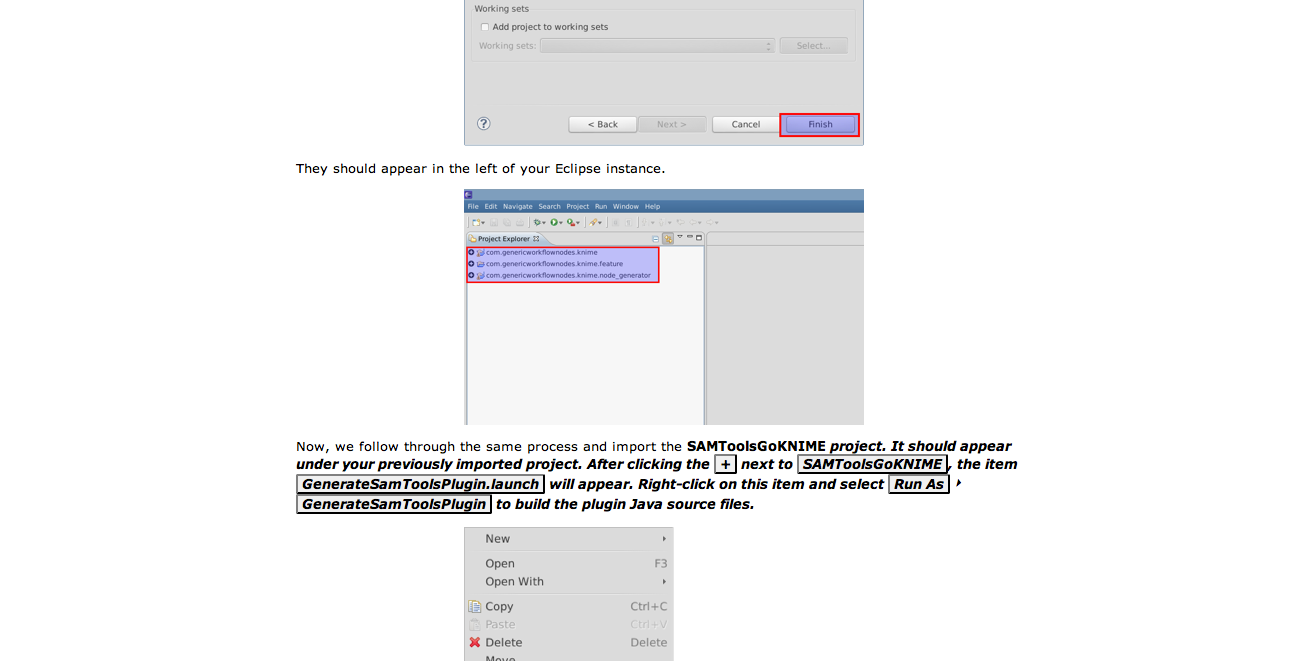 Working sets
Add project to working sets
Working sets:
Select...
?
< Back
Next >
Cancel
Finish
They should appear in the left of your Eclipse instance.
File Edit Navigate Search Project Run Window Help
Project Explorer
com.genericworkflownodes.knime
com.genericworkflownodes.knime.feature
com.genericworkflownodes.knime.node_generator
Now, we follow through the same process and import the SAMToolsGoKNIME project. It should appear
under your previously imported project. After clicking the + next to SAMToolsGoKNIME, the item
GenerateSamToolsPlugin.launch will appear. Right-click on this item and select Run As ‣
GenerateSamToolsPlugin to build the plugin Java source files.
New
Open F3
Open With
Copy Ctrl+C
Paste Ctrl+V
Delete Delete
Move